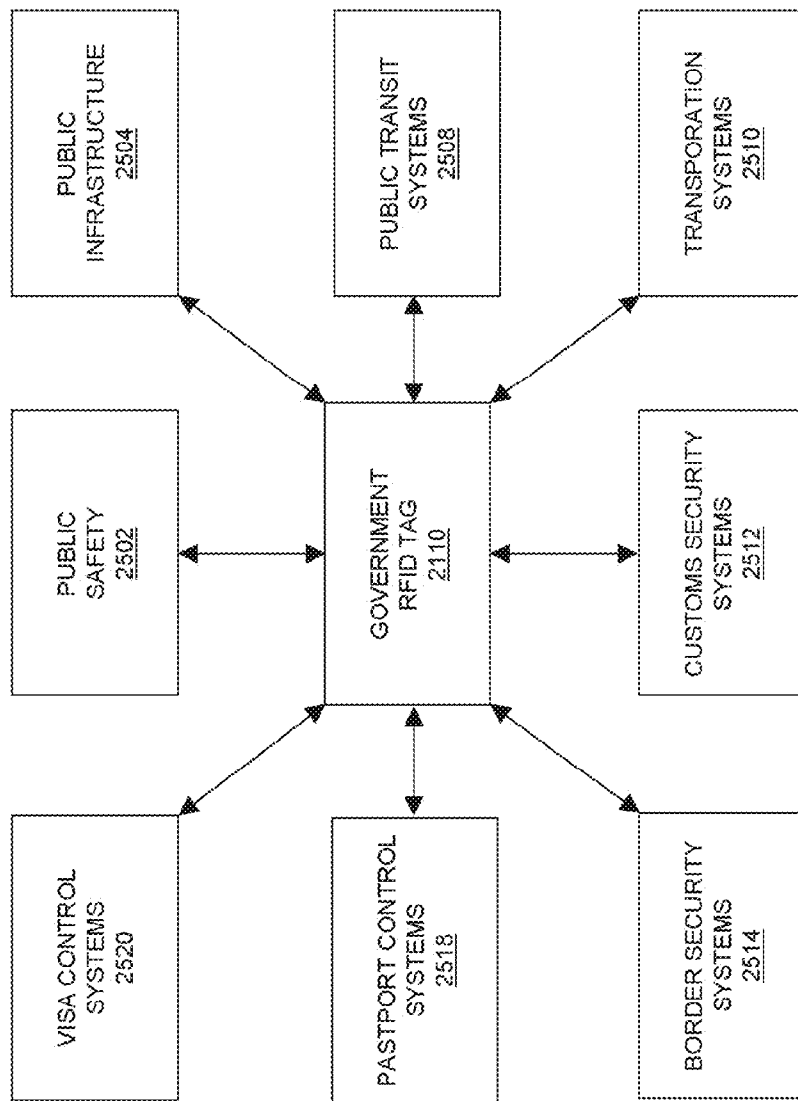 VISA CONTROL
SYSTEMS
2520
PUBLIC
SAFETY
2502
PUBLIC
INFRASTRUCTURE
2504
PASTPORT CONTROL
SYSTEMS
2518
GOVERNMENT
RFID TAG
2110
PUBLIC TRANSIT
SYSTEMS
2508
BORDER SECURITY
SYSTEMS
2514
CUSTOMS SECURITY
SYSTEMS
2512
TRANSPORATION
SYSTEMS
2510